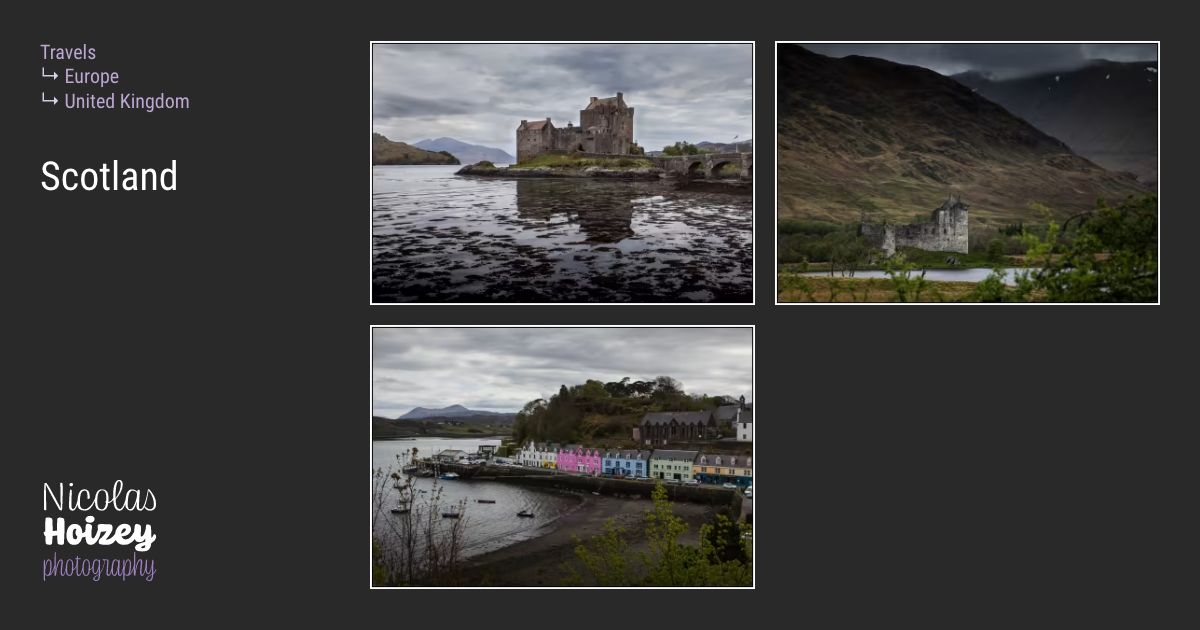 Travels
↳ Europe
↳ United Kingdom
Scotland
Nicolas
Hoizey
photography